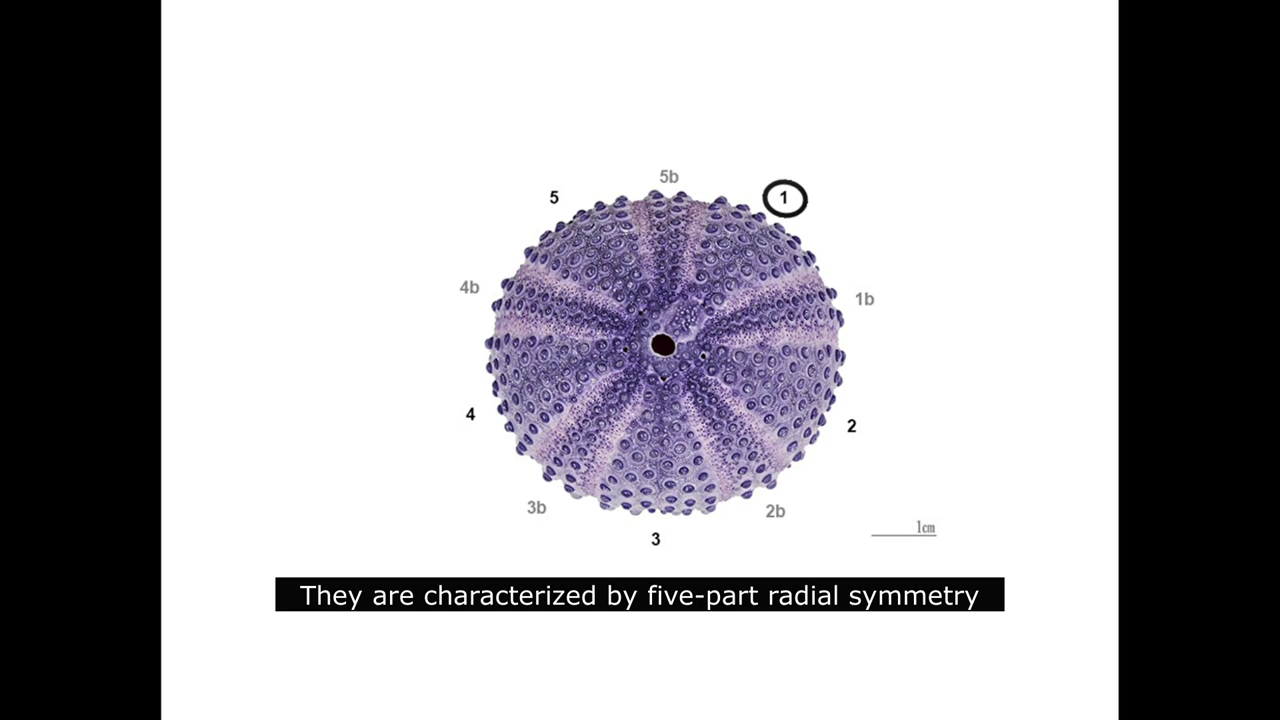 5b
5
1
4b
1b
4
2
3b
2b
1cm
3
They are characterized by five-part radial symmetry